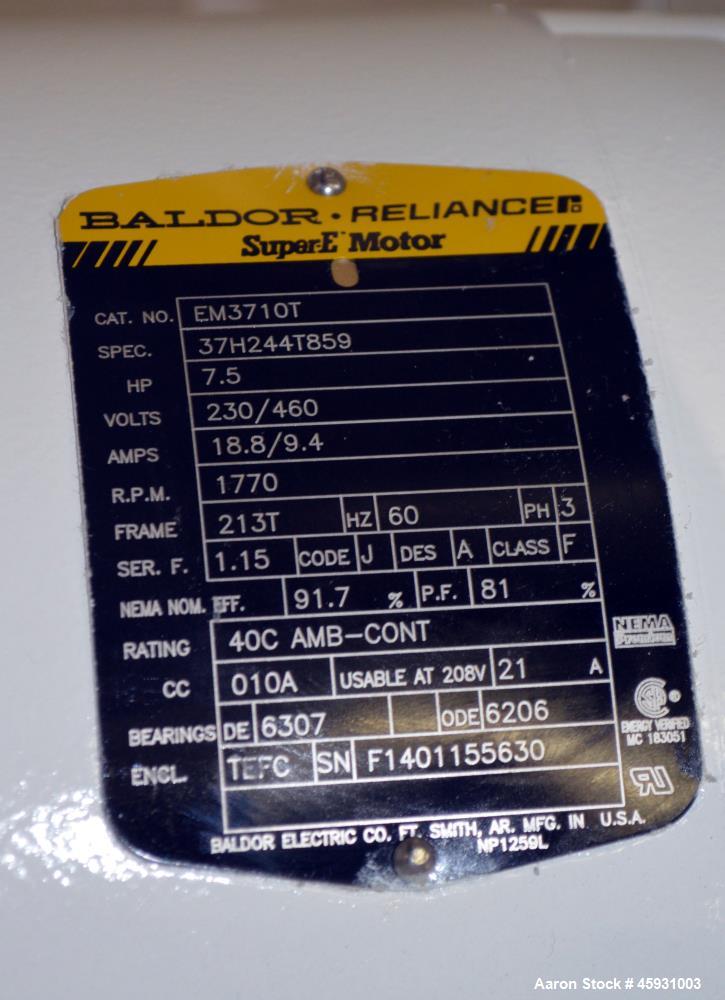 BALDOR • RELIANCE
Super-E™ Motor
CAT. NO. EM3710T
SPEC. 37H244T859
HP 7.5
VOLTS 230/460
AMPS 18.8/9.4
R.P.M. 1770
FRAME 213T HZ 60 PH 3
SER. F. 1.15 CODE J DES A CLASS F
NEMA NOM. EFF. 91.7 % P.F. 81 %
RATING 40C AMB-CONT
NEMA
Premium
CC 010A USABLE AT 208V 21 A
BEARINGS DE 6307 ODE 6206
ENERGY VERIFIED
MC 183051
ENCL. TEFC SN F1401155630
BALDOR ELECTRIC CO. FT. SMITH, AR. MFG. IN U.S.A.
NP1259L
Aaron Stock # 45931003